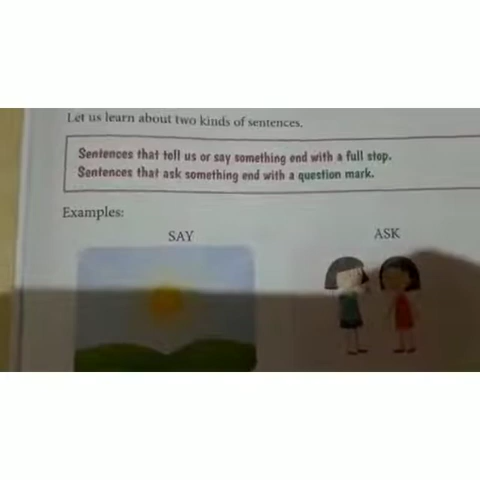 Let us learn about two kinds of sentences.
Sentences that tell us or say something end with a full stop.
Sentences that ask something end with a question mark.
Examples:
SAY
ASK